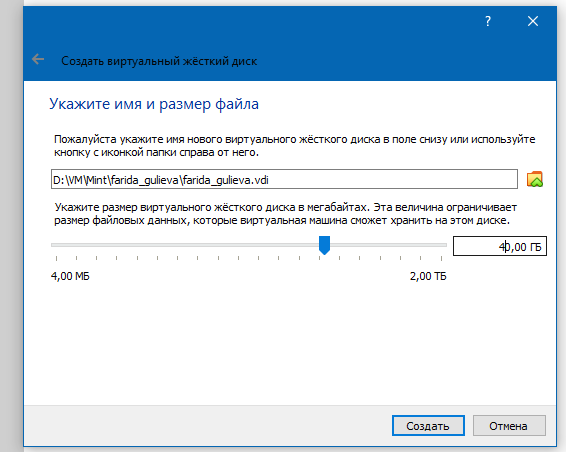 ?
Создать виртуальный жёсткий диск
Укажите имя и размер файла
Пожалуйста укажите имя нового виртуального жёсткого диска в поле снизу или используйте
кнопку с иконкой папки справа от него.
D:\VM\Mint\farida_gulieva\farida_gulieva.vdi
Укажите размер виртуального жёсткого диска в мегабайтах. Эта величина ограничивает
размер файловых данных, которые виртуальная машина сможет хранить на этом диске.
40,00 ГБ
4,00 МБ 2,00 ТБ
Создать Отмена